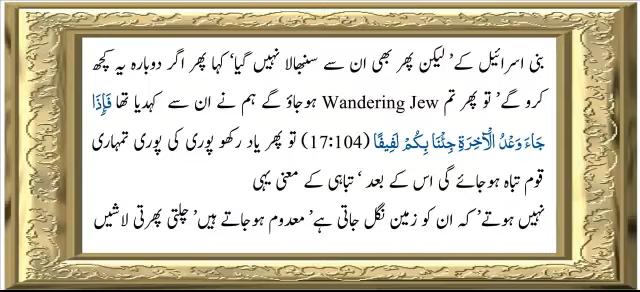 بنی اسرائیل کے’ لیکن پھر بھی ان سے سنبھالا نہیں گیا‘ کہا پھر اگر دوبارہ یہ کچھ
کرو گے’ تو پھر تم Wandering Jew ہوجاؤ گے ہم نے ان سے کہدیا تھا فَإِذَا
جَاءَ وَعْدُ الْآخِرَةِ جِئْنَا بِكُمْ لَفِيفًا (17:104) تو پھر یاد رکھو پوری کی پوری تمہاری
قوم تباہ ہوجائے گی اس کے بعد ‘ تباہی کے معنی یہی
نہیں ہوتے’ کہ ان کو زمین نگل جاتی ہے’ معدوم ہوجاتے ہیں’ چلتی پھرتی لاشیں